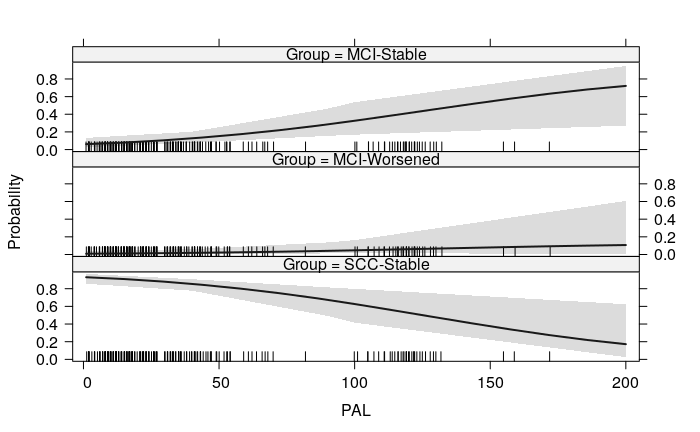 Group = MCI-Stable
0.8
0.6
0.4
0.2
0.0
Group = MCI-Worsened
0.8
0.6
0.4
0.2
0.0
Group = SCC-Stable
0.8
0.6
0.4
0.2
0.0
Probability
0 50 100 150 200
PAL